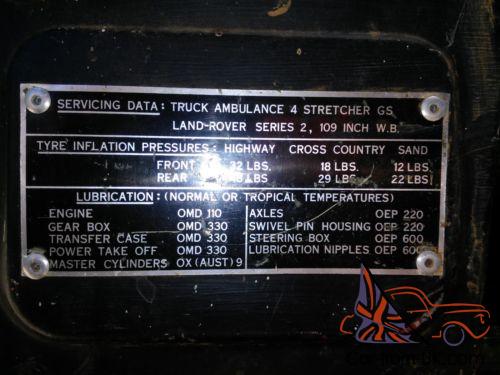 SERVICING DATA: TRUCK AMBULANCE 4 STRETCHER GS
LAND-ROVER SERIES 2, 109 INCH W.B.
TYRE INFLATION PRESSURES: HIGHWAY CROSS COUNTRY SAND
FRONT 32 LBS. 18 LBS. 12 LBS.
REAR LBS. 29 LBS. 22 LBS.
LUBRICATION: (NORMAL OR TROPICAL TEMPERATURES)
ENGINE OMD 110 AXLES OEP 220
GEAR BOX OMD 330 SWIVEL PIN HOUSING OEP 220
TRANSFER CASE OMD 330 STEERING BOX OEP 600
POWER TAKE OFF OMD 330 LUBRICATION NIPPLES OEP 600
MASTER CYLINDERS OX (AUST) 9